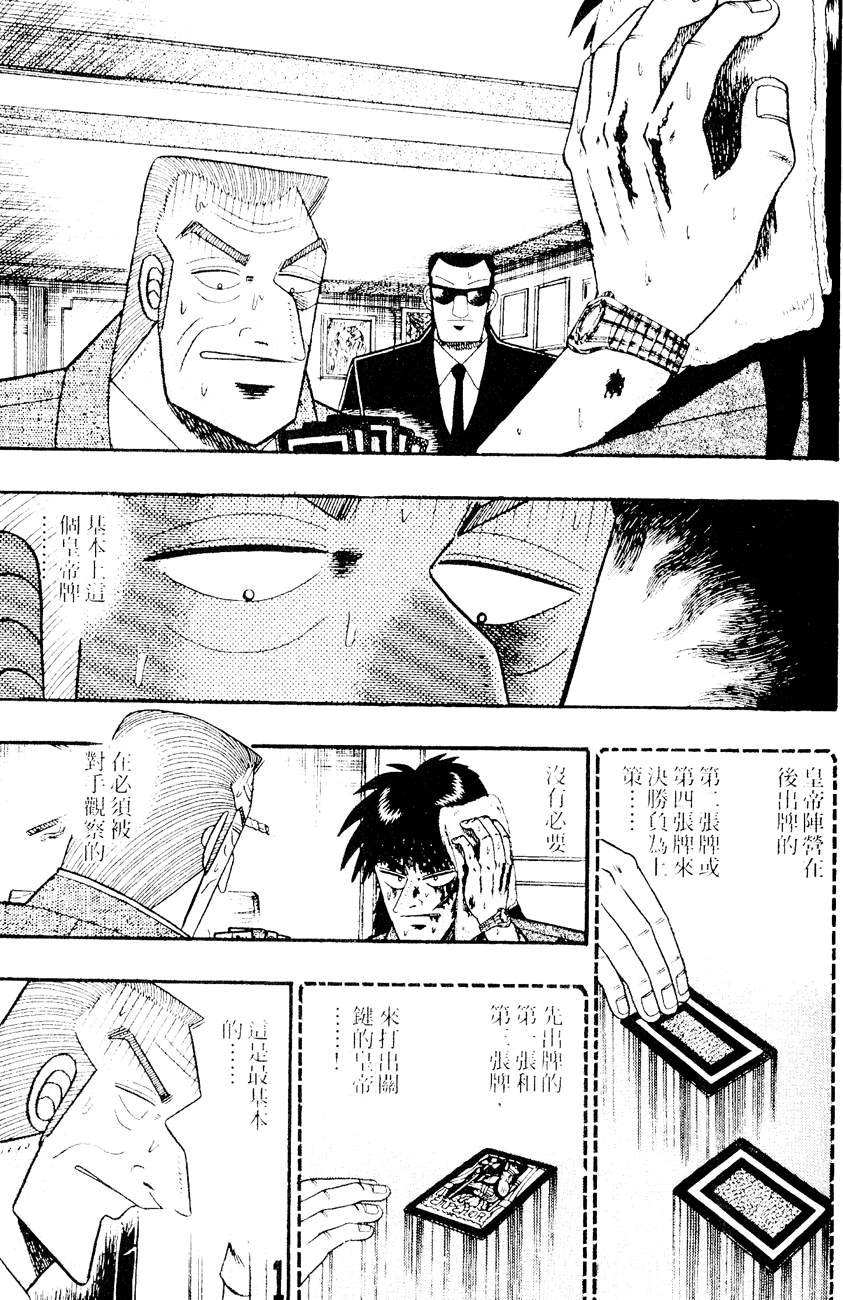 基本上這
個皇帝牌
………
皇帝陣營在
後出牌的
第二張牌或
第四張牌來
決勝負為上
策……
沒有必要
在必須被
對手觀察的
先出牌的
第一張和
第三張牌，
來打出關
鍵的皇帝
……！
這是最基本
的……
1